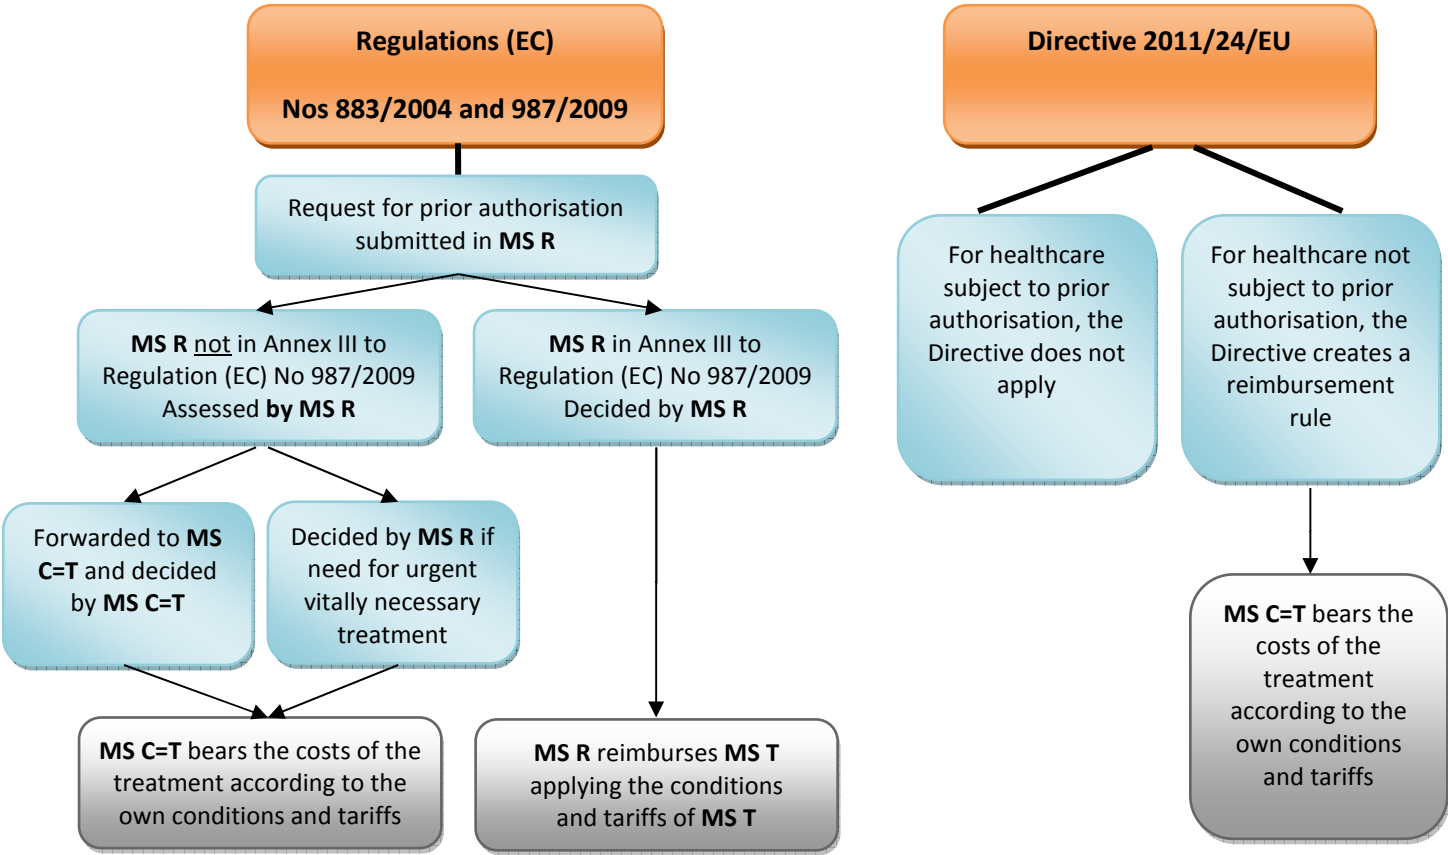 Regulations (EC)
Nos 883/2004 and 987/2009
Request for prior authorisation
submitted in MS R
MS R not in Annex III to
Regulation (EC) No 987/2009
Assessed by MS R
MS R in Annex III to
Regulation (EC) No 987/2009
Decided by MS R
Forwarded to MS
C=T and decided
by MS C=T
Decided by MS R if
need for urgent
vitally necessary
treatment
MS C=T bears the costs of the
treatment according to the
own conditions and tariffs
MS R reimburses MS T
applying the conditions
and tariffs of MS T
Directive 2011/24/EU
For healthcare
subject to prior
authorisation, the
Directive does not
apply
For healthcare not
subject to prior
authorisation, the
Directive creates a
reimbursement
rule
MS C=T bears the
costs of the
treatment
according to the
own conditions
and tariffs